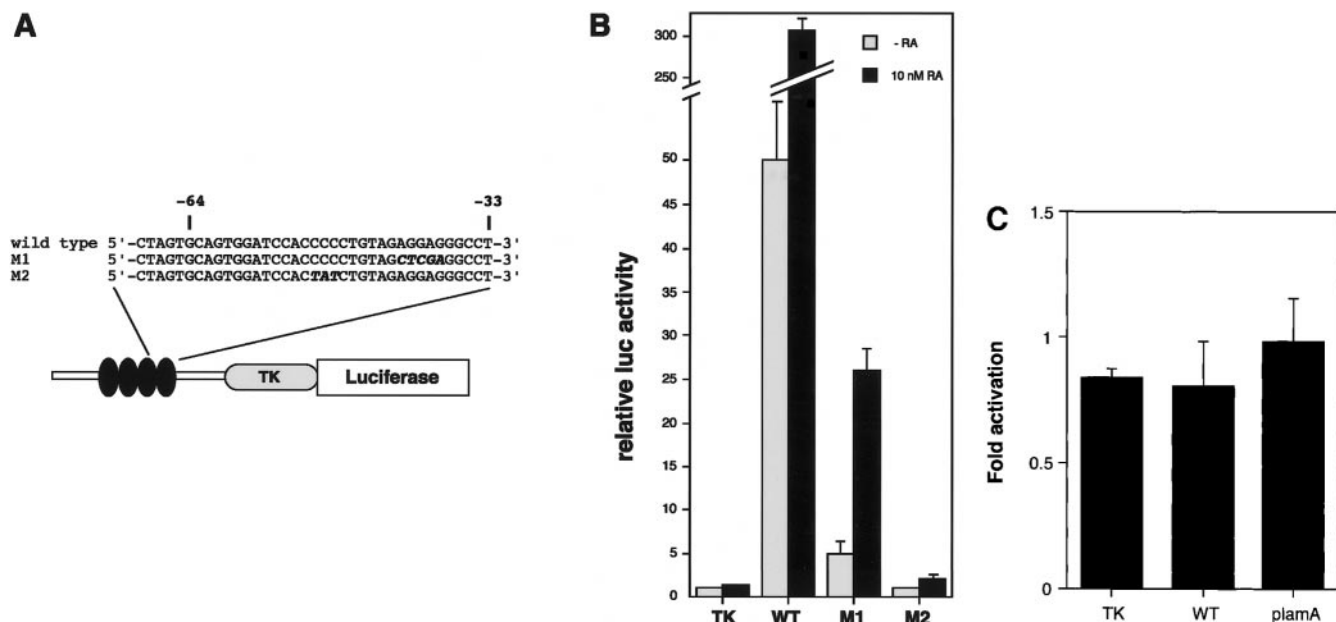 A
-64 -33
wild type 5'-CTAGTGCAGTGGATCCACCCCCTGTAGAGGAGGGCCT-3'
M1 5'-CTAGTGCAGTGGATCCACCCCCTGTAGCTCGAGGCCT-3'
M2 5'-CTAGTGCAGTGGATCCACTATCTGTAGAGGAGGGCCT-3'
TK Luciferase
B
relative luc activity
300
250
50
45
40
35
30
25
20
15
10
5
0
- RA
10 nM RA
TK WT M1 M2
C
Fold activation
1.5
1
0.5
0
TK WT plamA